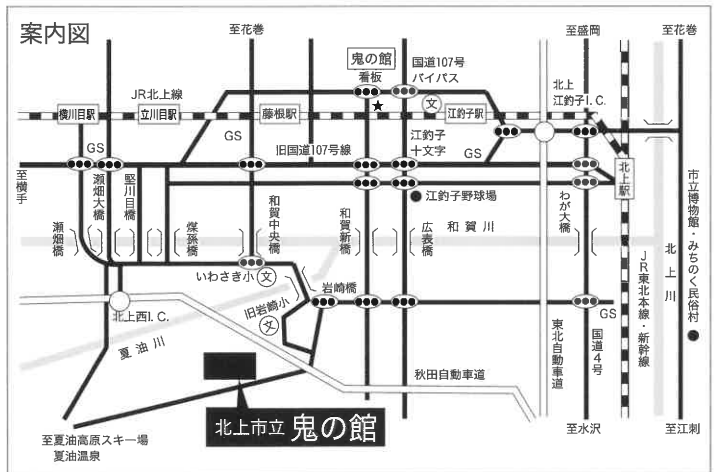 案内図
至花巻
至盛岡
至花巻
鬼の館
看板
国道107号
バイパス
北上
江釣子I.C.
JR北上線
横川目駅
立川目駅
藤根駅
文
江釣子駅
GS
GS
旧国道107号線
江釣子
十文字
GS
北上駅
至横手
瀬畑大橋
堅川目橋
江釣子野球場
市立博物館・みちのく民俗村
瀬畑橋
煤孫橋
和賀中央橋
和賀新橋
広表橋
和賀川
わが大橋
北上川
いわさき小
文
岩崎橋
旧岩崎小
文
北上西I.C.
夏油川
GS
JR東北本線・新幹線
東北自動車道
国道4号
秋田自動車道
北上市立 鬼の館
至夏油高原スキー場
夏油温泉
至水沢
至江刺